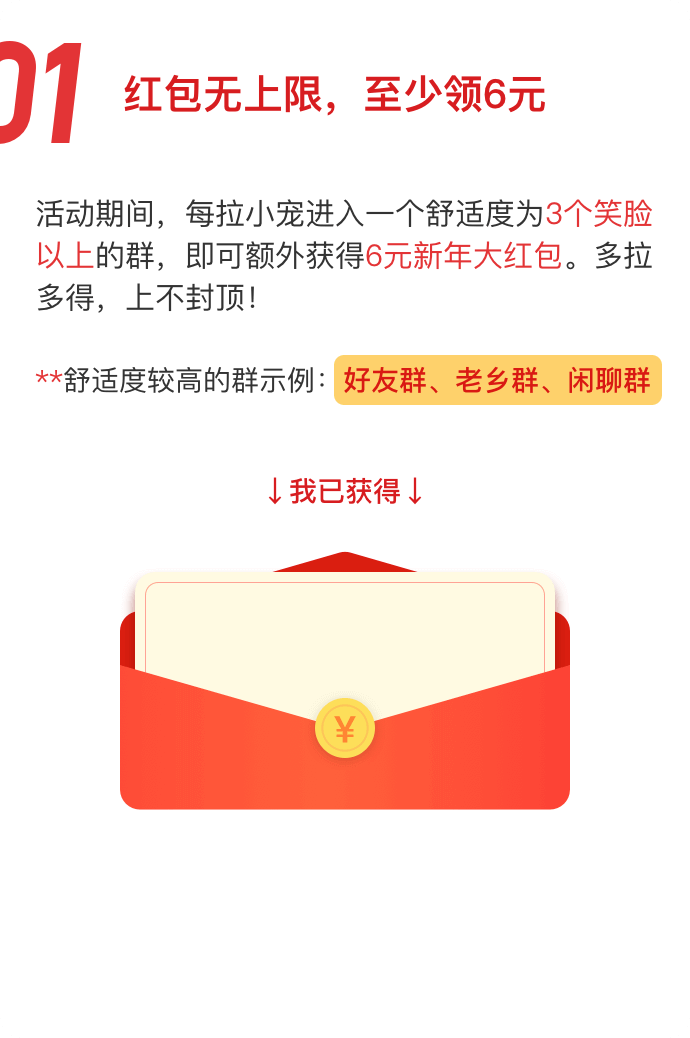 01
红包无上限，至少领6元
活动期间，每拉小宠进入一个舒适度为3个笑脸
以上的群，即可额外获得6元新年大红包。多拉
多得，上不封顶！
**舒适度较高的群示例：好友群、老乡群、闲聊群
↓我已获得↓
¥